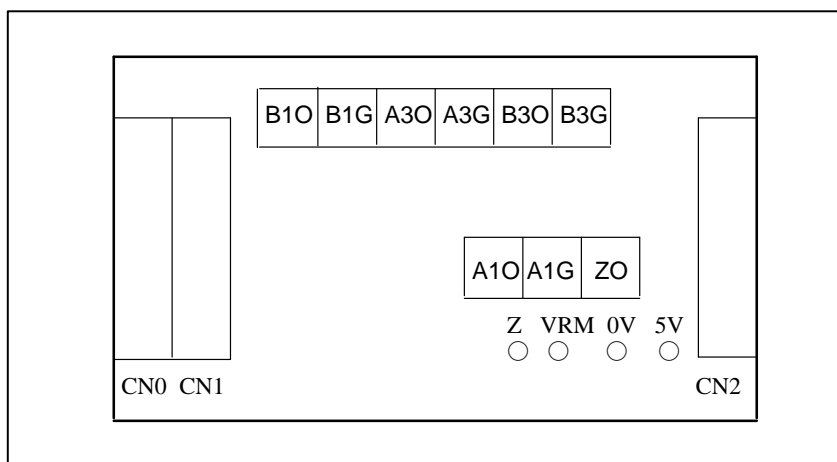 B1O B1G A3O A3G B3O B3G
A1O A1G ZO
Z VRM 0V 5V
CN0 CN1 CN2